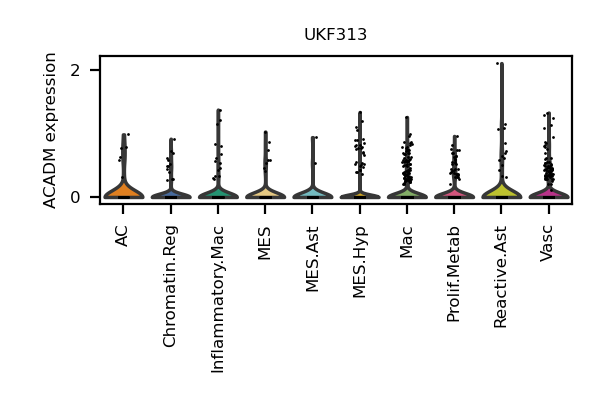 UKF313
ACADM expression
2
0
AC
Chromatin.Reg
Inflammatory.Mac
MES
MES.Ast
MES.Hyp
Mac
Prolif.Metab
Reactive.Ast
Vasc